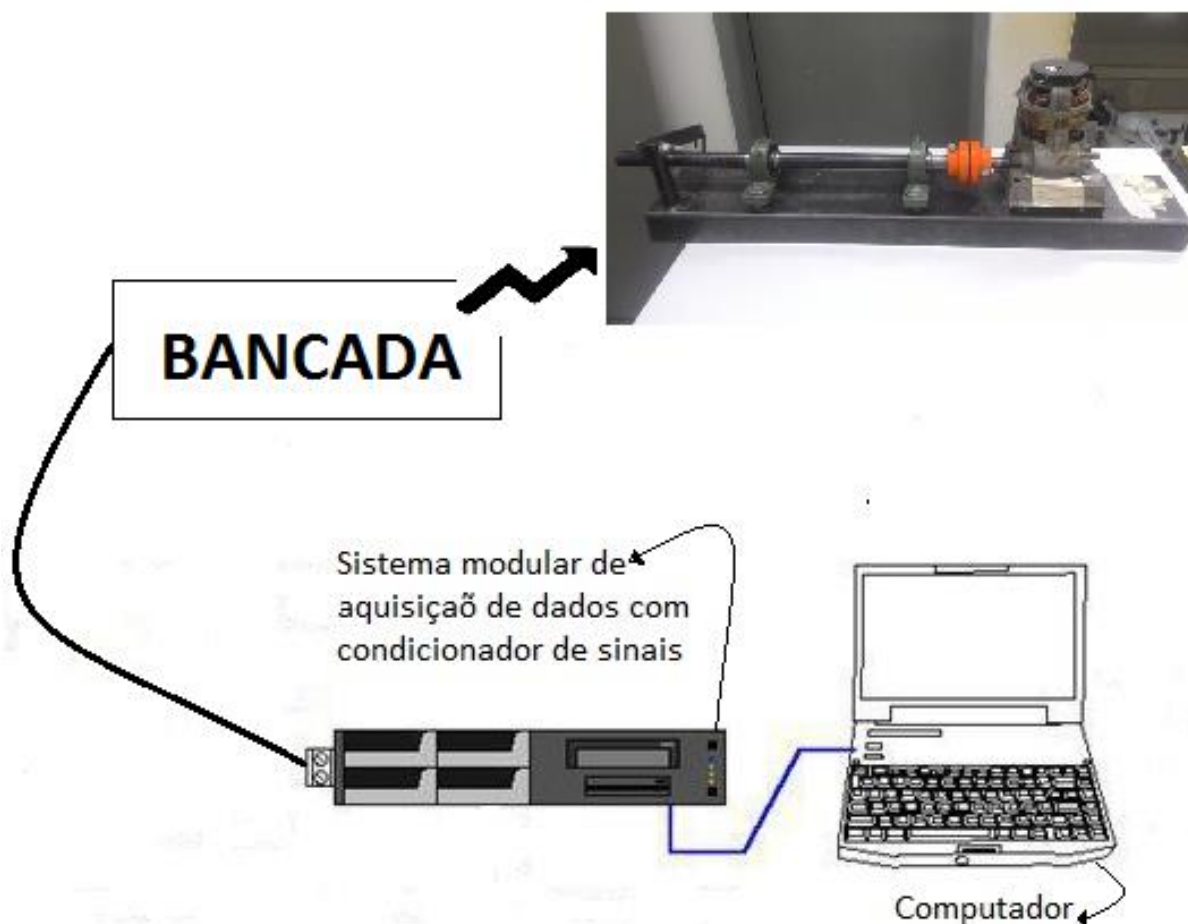 BANCADA
Sistema modular de
aquisiçaõ de dados com
condicionador de sinais
Computador